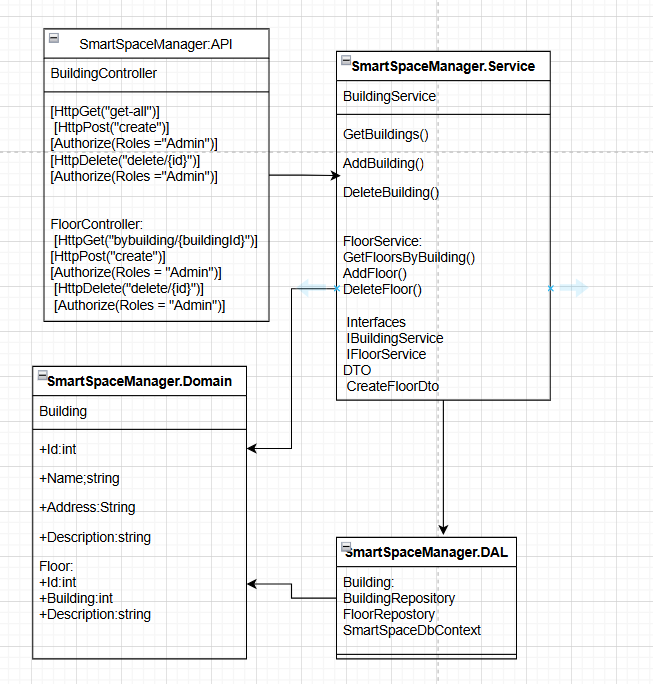 SmartSpaceManager:API
BuildingController
[HttpGet("get-all")]
[HttpPost("create")]
[Authorize(Roles ="Admin")]
[HttpDelete("delete/{id}")]
[Authorize(Roles ="Admin")]
FloorController:
[HttpGet("bybuilding/{buildingId}")]
[HttpPost("create")]
[Authorize(Roles = "Admin")]
[HttpDelete("delete/{id}")]
[Authorize(Roles = "Admin")]
SmartSpaceManager.Service
BuildingService
GetBuildings()
AddBuilding()
DeleteBuilding()
FloorService:
GetFloorsByBuilding()
AddFloor()
DeleteFloor()
Interfaces
IBuildingService
IFloorService
DTO
CreateFloorDto
SmartSpaceManager.Domain
Building
+Id:int
+Name;string
+Address:String
+Description:string
Floor:
+Id:int
+Building:int
+Description:string
SmartSpaceManager.DAL
Building:
BuildingRepository
FloorRepostory
SmartSpaceDbContext